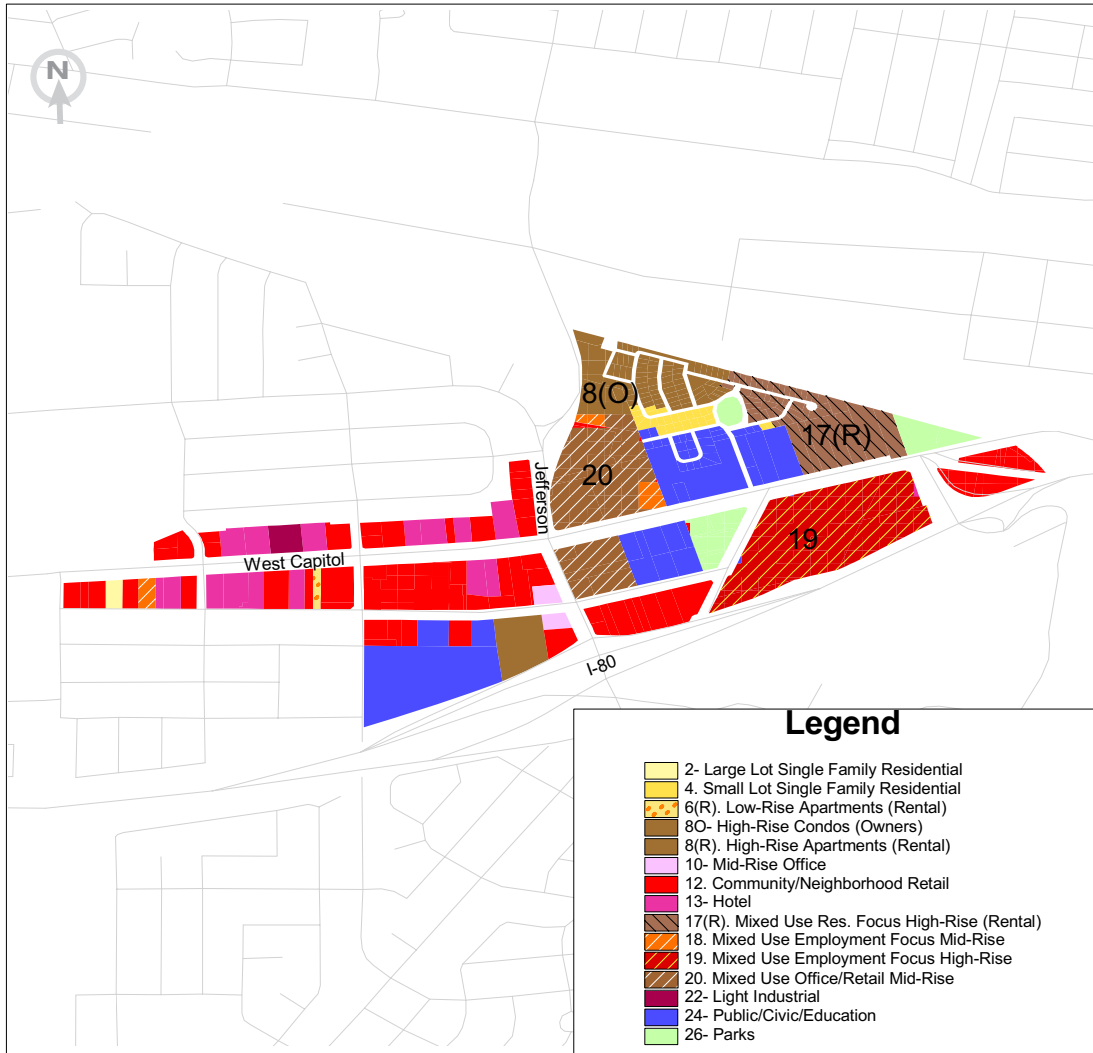 N
8(O)
17(R)
20
Jefferson
19
West Capitol
I-80
Legend
2- Large Lot Single Family Residential
4. Small Lot Single Family Residential
6(R). Low-Rise Apartments (Rental)
8O- High-Rise Condos (Owners)
8(R). High-Rise Apartments (Rental)
10- Mid-Rise Office
12. Community/Neighborhood Retail
13- Hotel
17(R). Mixed Use Res. Focus High-Rise (Rental)
18. Mixed Use Employment Focus Mid-Rise
19. Mixed Use Employment Focus High-Rise
20. Mixed Use Office/Retail Mid-Rise
22- Light Industrial
24- Public/Civic/Education
26- Parks